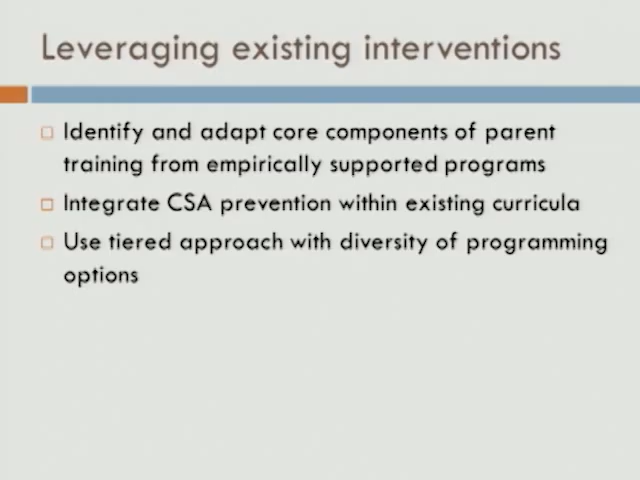 Leveraging existing interventions
Identify and adapt core components of parent
training from empirically supported programs
Integrate CSA prevention within existing curricula
Use tiered approach with diversity of programming
options